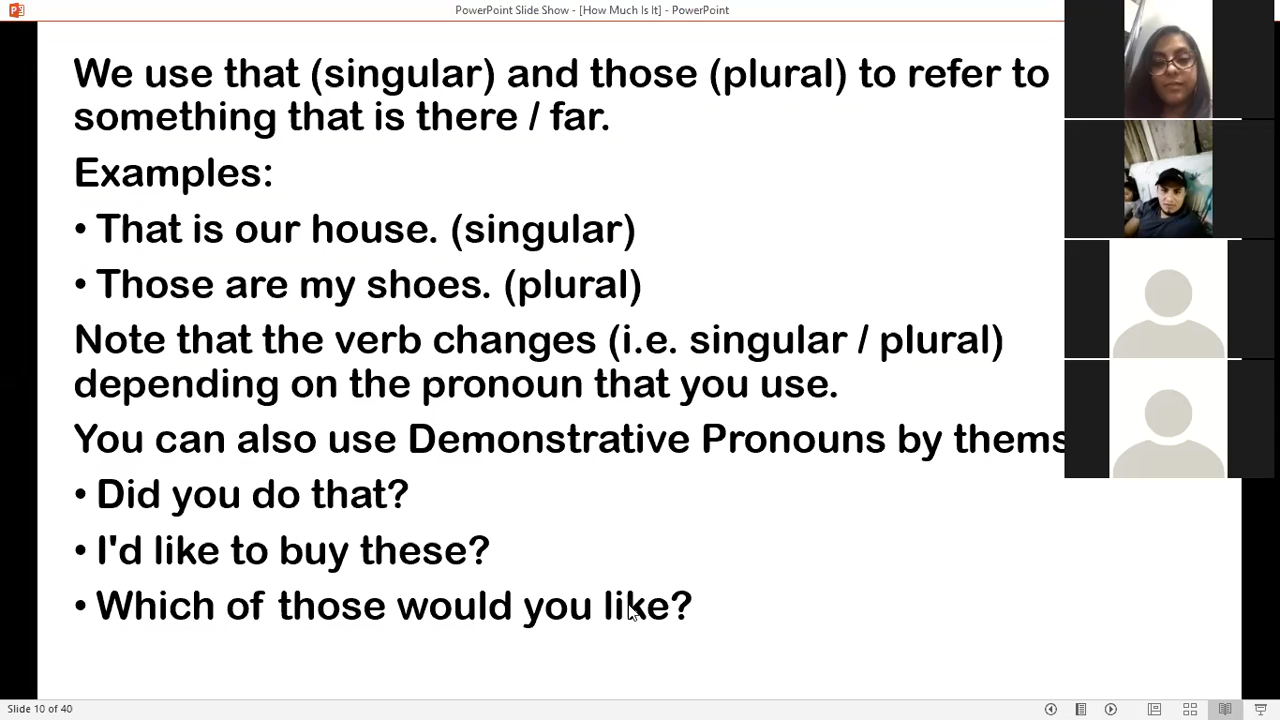 PowerPoint Slide Show - [How Much Is It] - PowerPoint
We use that (singular) and those (plural) to refer to
something that is there / far.
Examples:
• That is our house. (singular)
• Those are my shoes. (plural)
Note that the verb changes (i.e. singular / plural)
depending on the pronoun that you use.
You can also use Demonstrative Pronouns by thems
• Did you do that?
• I'd like to buy these?
• Which of those would you like?
Slide 10 of 40